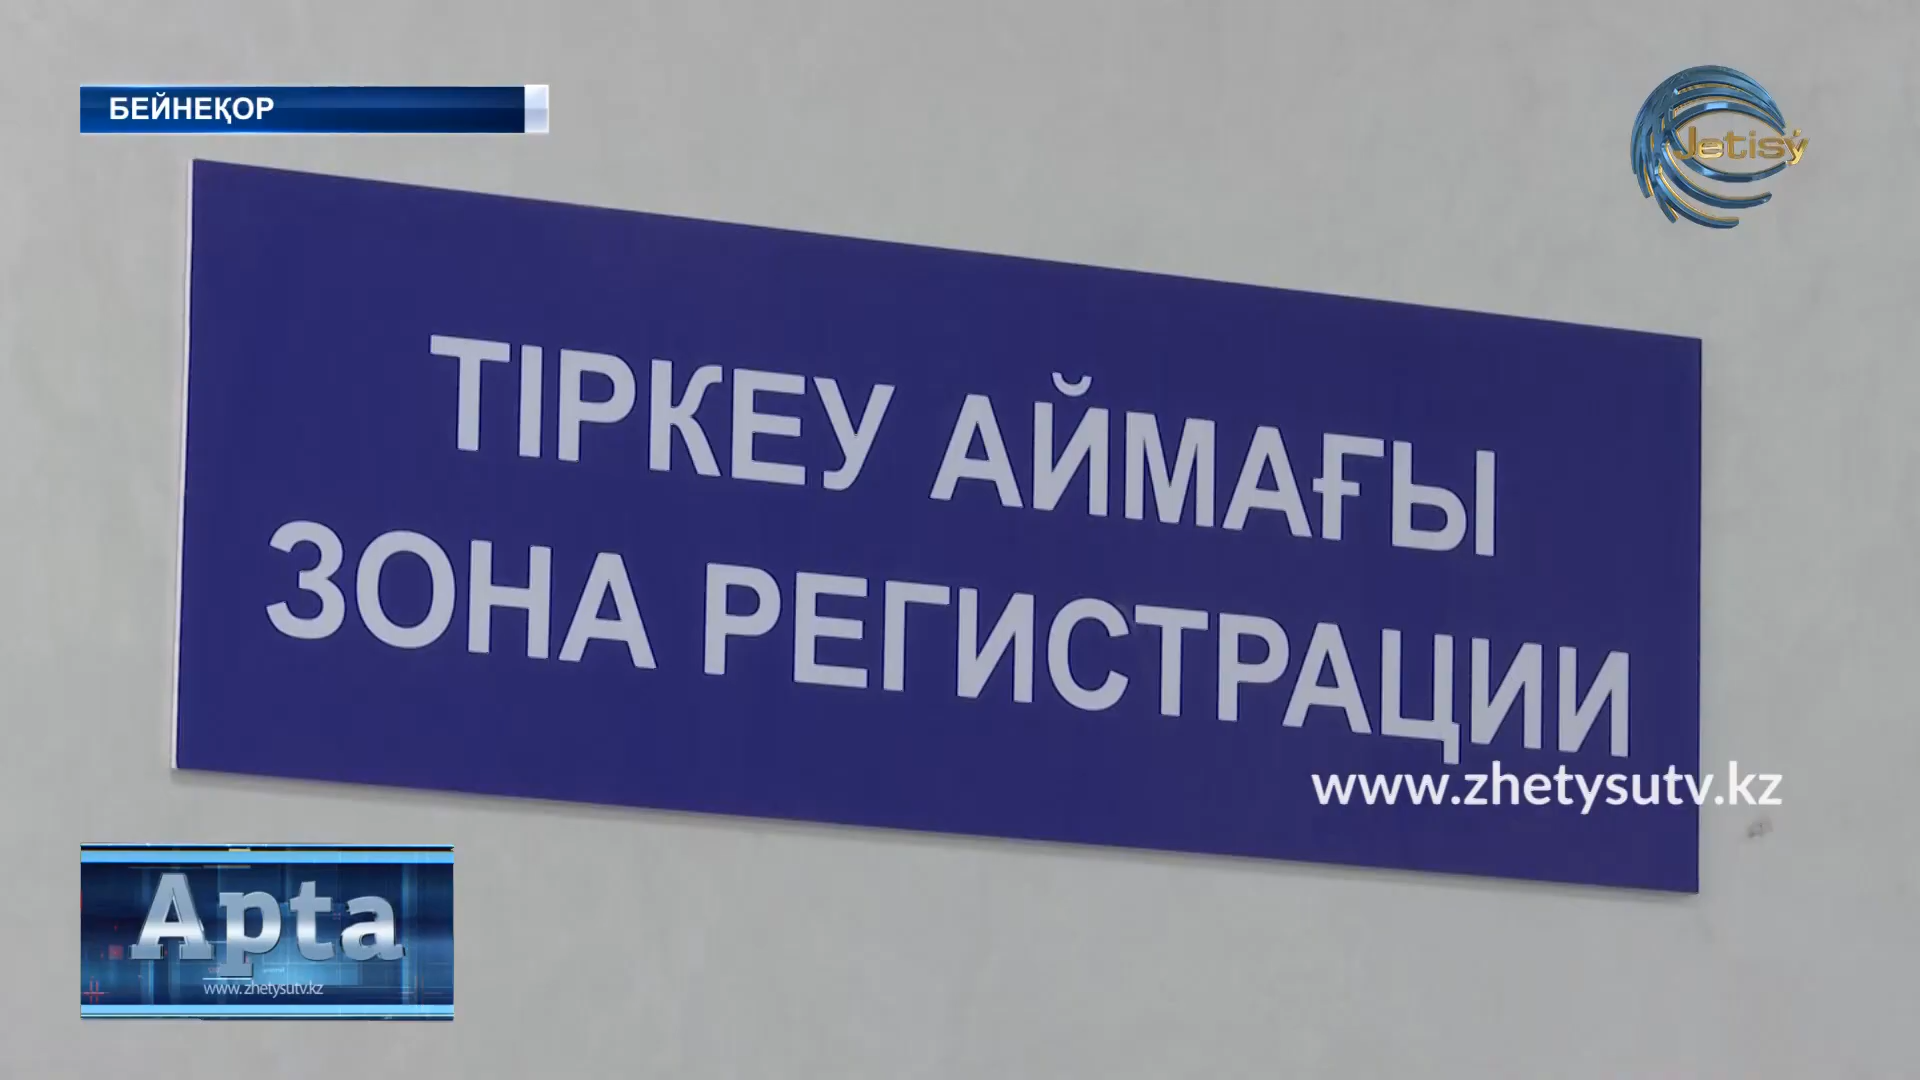 БЕЙНЕҚОР
Jetisý
ТІРКЕУ АЙМАҒЫ
ЗОНА РЕГИСТРАЦИИ
www.zhetysutv.kz
Apta
www.zhetysutv.kz